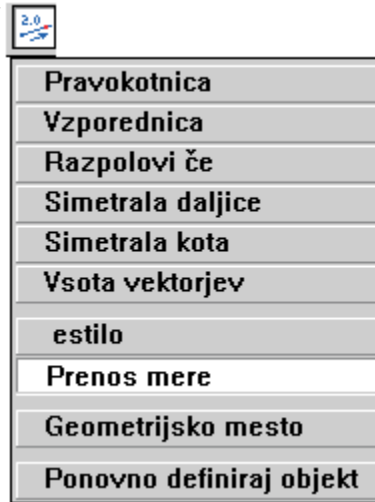 2.0
Pravokotnica
Vzporednica
Razpolovi če
Simetrala daljice
Simetrala kota
Vsota vektorjev
estilo
Prenos mere
Geometrijsko mesto
Ponovno definiraj objekt